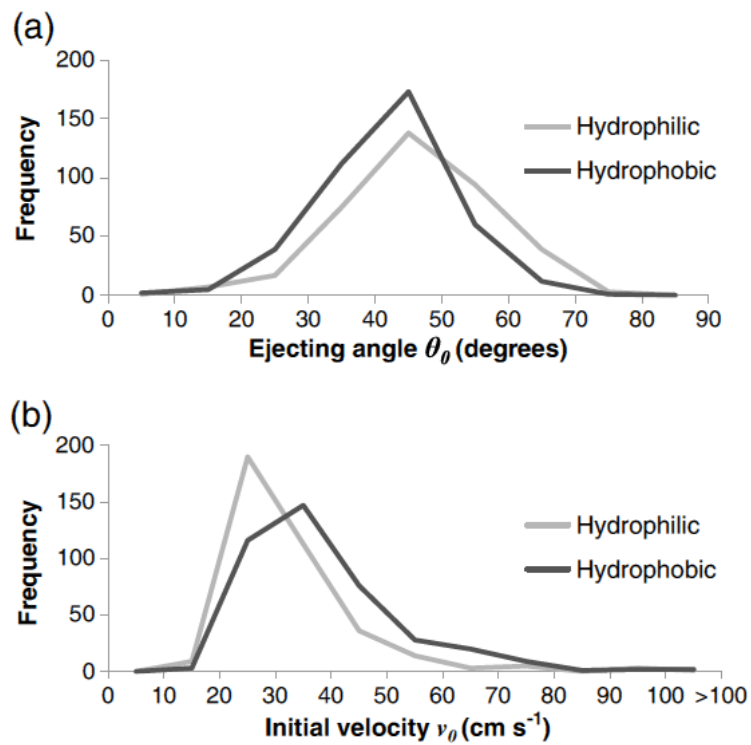 (a)
200
150
100
50
0
Frequency
Hydrophilic
Hydrophobic
0 10 20 30 40 50 60 70 80 90
Ejecting angle θ₀ (degrees)
(b)
200
150
100
50
0
Frequency
Hydrophilic
Hydrophobic
0 10 20 30 40 50 60 70 80 90 100 >100
Initial velocity v₀ (cm s⁻¹)